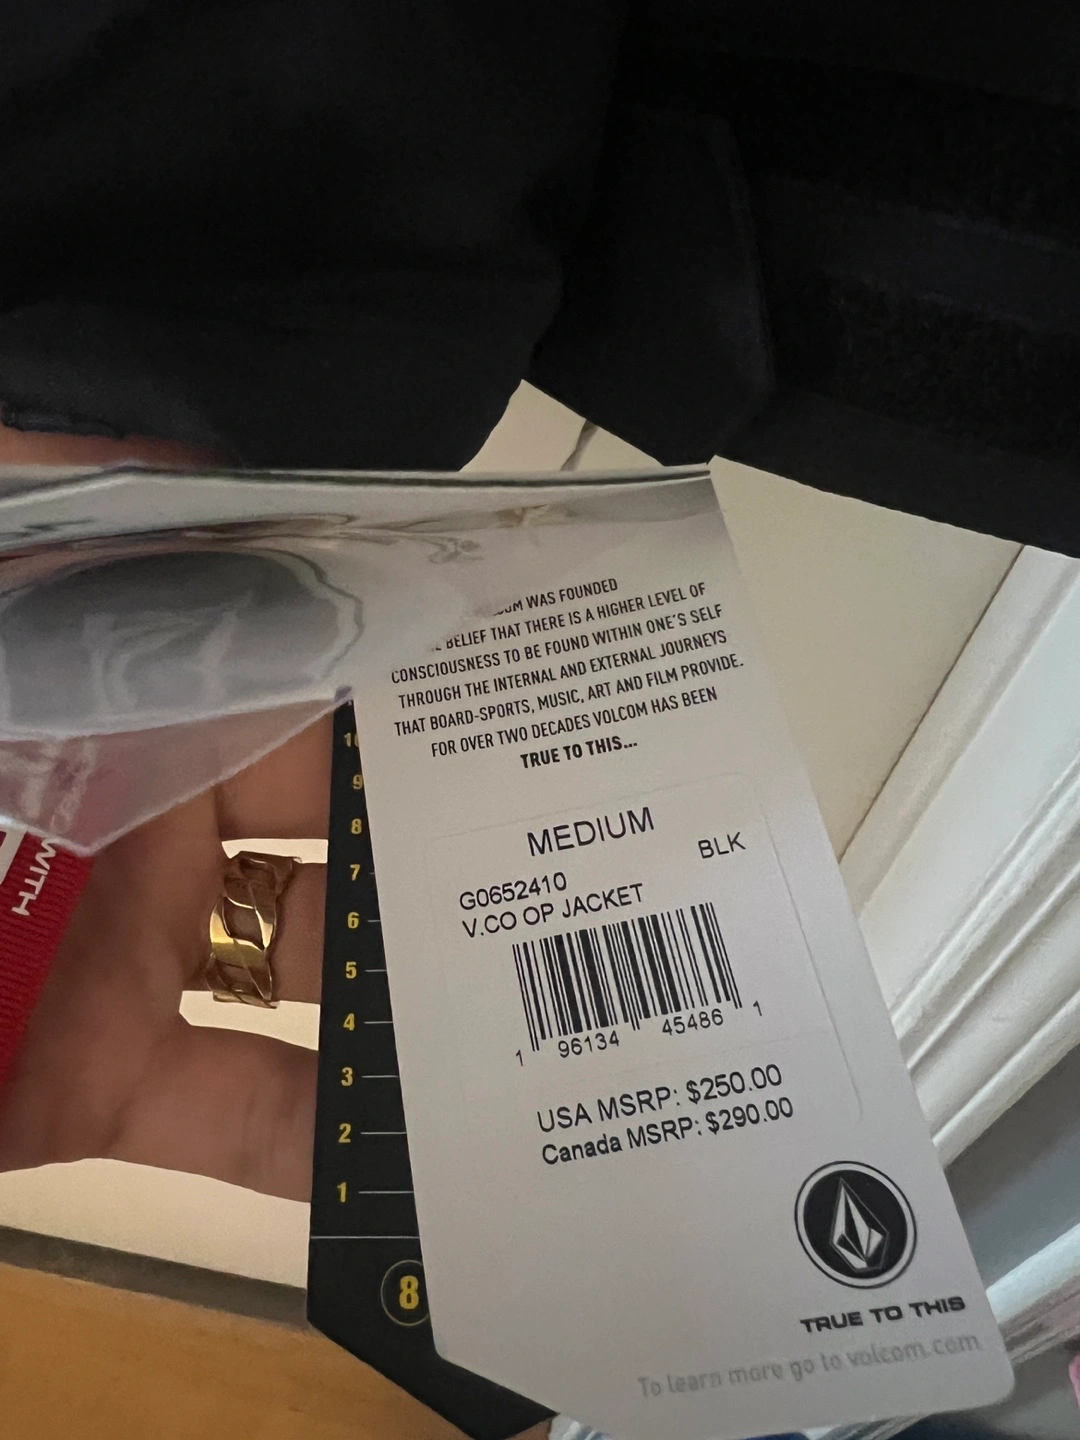 WAS FOUNDED
BELIEF THAT THERE IS A HIGHER LEVEL OF
CONSCIOUSNESS TO BE FOUND WITHIN ONE'S SELF
THROUGH THE INTERNAL AND EXTERNAL JOURNEYS
THAT BOARD-SPORTS, MUSIC, ART AND FILM PROVIDE.
FOR OVER TWO DECADES VOLCOM HAS BEEN
TRUE TO THIS...
MEDIUM
BLK
G0652410
V.CO OP JACKET
1 96134 45486 1
USA MSRP: $250.00
Canada MSRP: $290.00
TRUE TO THIS
To learn more go to volcom.com
9
8
7
6
5
4
3
2
1
8
WITH